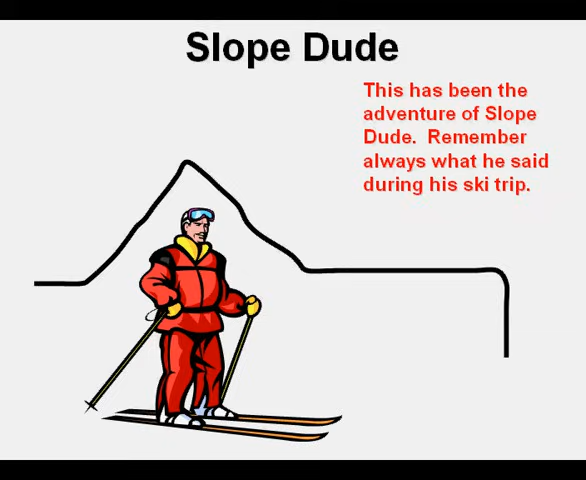 Slope Dude
This has been the
adventure of Slope
Dude.  Remember
always what he said
during his ski trip.